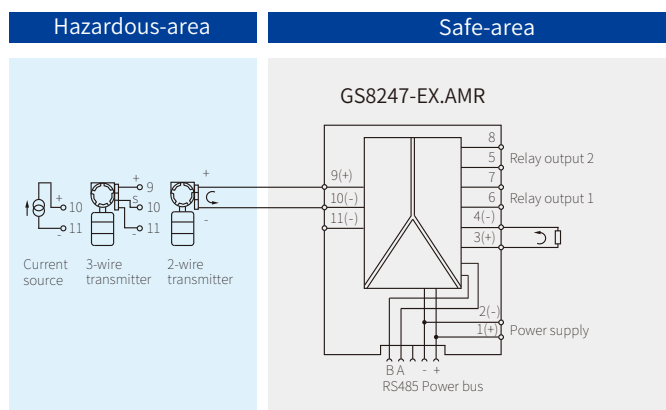 Hazardous-area
Safe-area
GS8247-EX.AMR
+
10
-
11
Current
source
+
9
S
10
-
11
3-wire
transmitter
+
-
2-wire
transmitter
9(+)
10(-)
11(-)
8
5
Relay output 2
7
6
Relay output 1
4(-)
3(+)
2(-)
1(+)
Power supply
B A - +
RS485 Power bus